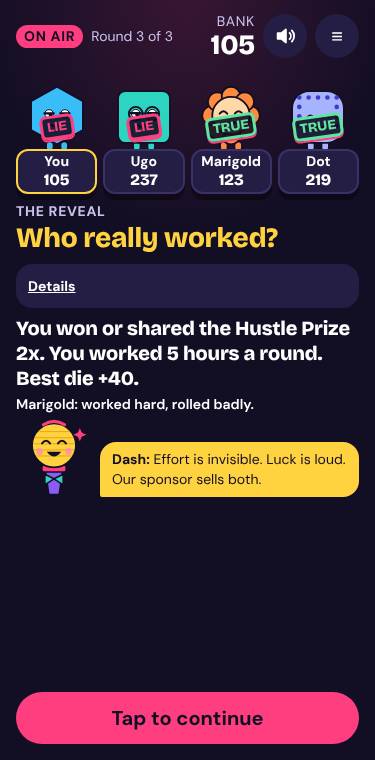 ON AIR
Round 3 of 3
BANK
105
LIE
LIE
TRUE
TRUE
You
105
Ugo
237
Marigold
123
Dot
219
THE REVEAL
Who really worked?
Details
You won or shared the Hustle Prize
2x. You worked 5 hours a round.
Best die +40.
Marigold: worked hard, rolled badly.
Dash: Effort is invisible. Luck is loud.
Our sponsor sells both.
Tap to continue